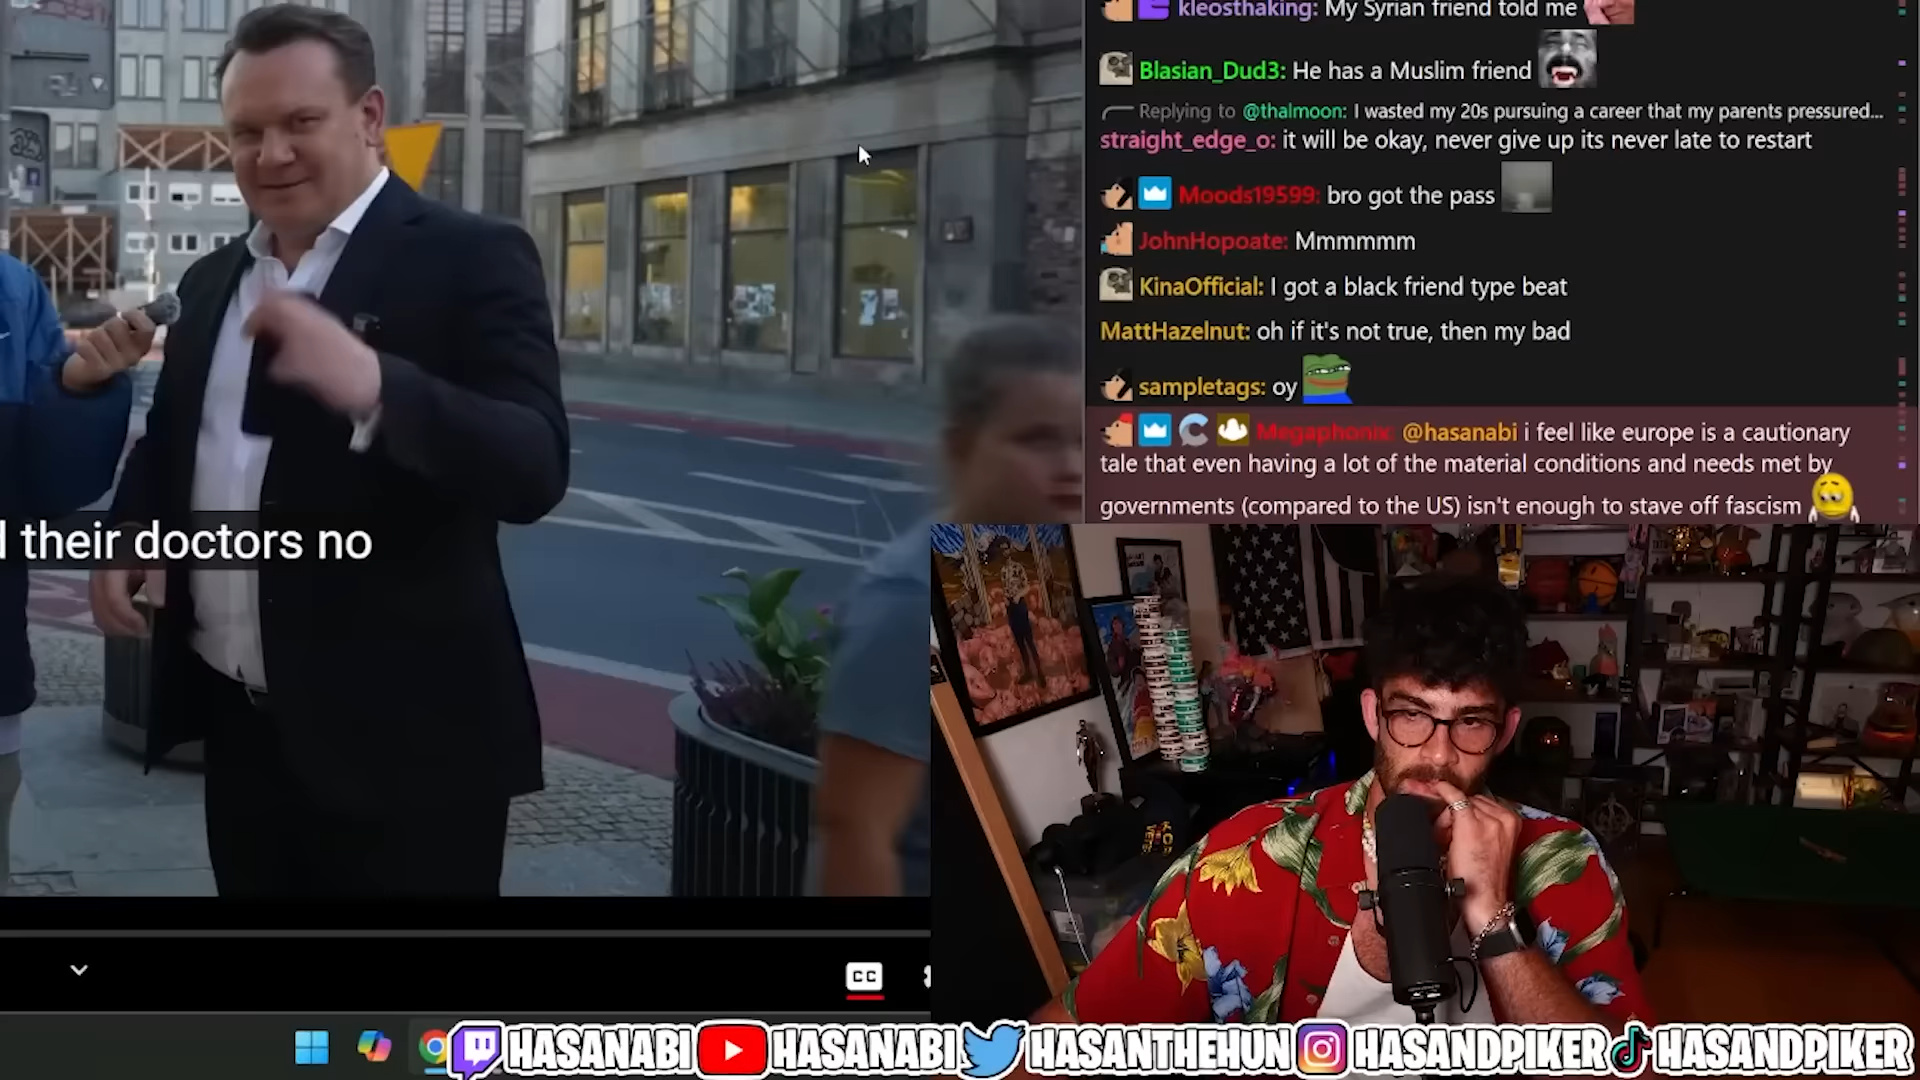 kleosthaking: My Syrian friend told me
Blasian_Dud3: He has a Muslim friend
Replying to @thalmoon: I wasted my 20s pursuing a career that my parents pressured...
straight_edge_o: it will be okay, never give up its never late to restart
Moods19599: bro got the pass
JohnHopoate: Mmmmmm
KinaOfficial: I got a black friend type beat
MattHazelnut: oh if it's not true, then my bad
sampletags: oy
Megaphonix: @hasanabi i feel like europe is a cautionary
tale that even having a lot of the material conditions and needs met by
governments (compared to the US) isn't enough to stave off fascism
their doctors no
CC
HASANABI HASANABI HASANTHEHUN HASANDPIKER HASANDPIKER